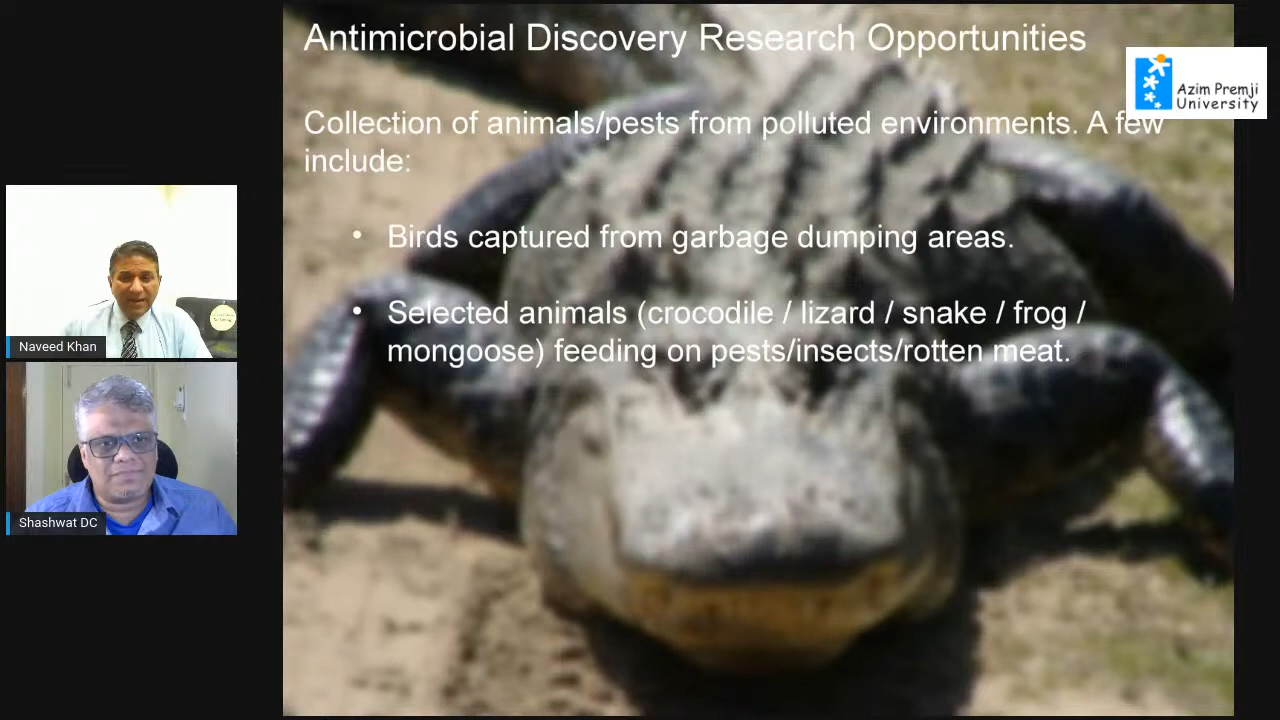 Antimicrobial Discovery Research Opportunities
Azim Premji
University
Collection of animals/pests from polluted environments. A few
include:
• Birds captured from garbage dumping areas.
• Selected animals (crocodile / lizard / snake / frog /
mongoose) feeding on pests/insects/rotten meat.
Naveed Khan
Shashwat DC